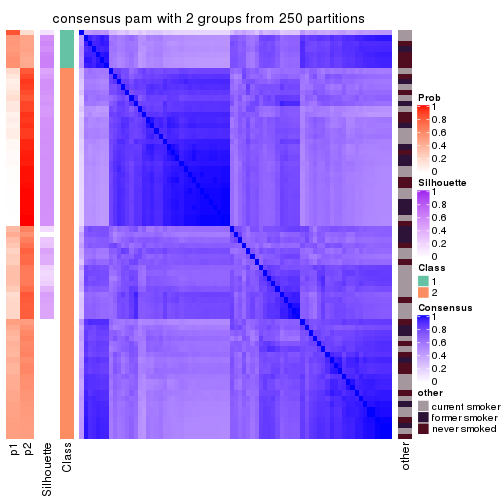 consensus pam with 2 groups from 250 partitions
Prob
1
0.8
0.6
0.4
0.2
0
Silhouette
1
0.8
0.6
0.4
0.2
0
Class
1
2
Consensus
1
0.8
0.6
0.4
0.2
0
other
current smoker
former smoker
never smoked
p1
p2
Silhouette
Class
other